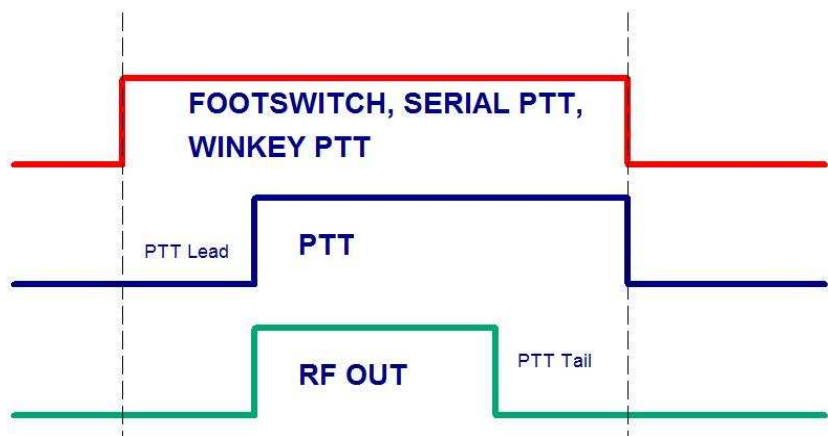 FOOTSWITCH, SERIAL PTT,
WINKEY PTT
PTT Lead
PTT
RF OUT
PTT Tail